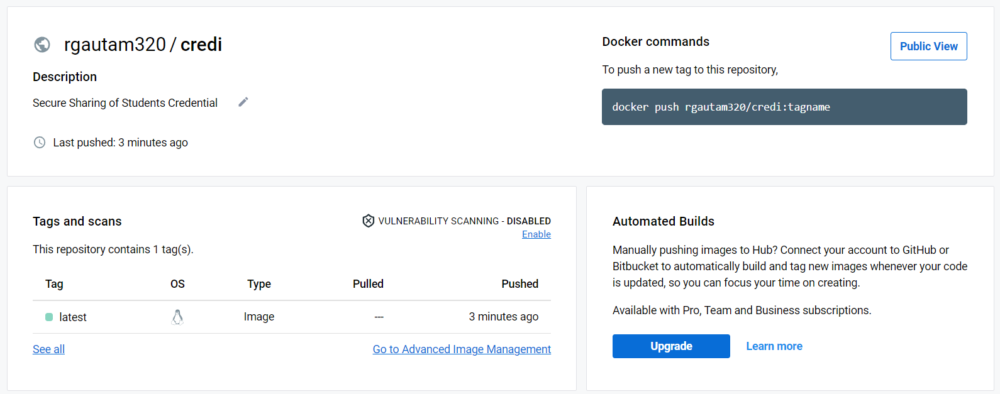 rgautam320 / credi
Description
Secure Sharing of Students Credential
Last pushed: 3 minutes ago
Docker commands
Public View
To push a new tag to this repository,
docker push rgautam320/credi:tagname
Tags and scans
VULNERABILITY SCANNING - DISABLED
Enable
This repository contains 1 tag(s).
Tag OS Type Pulled Pushed
latest Image --- 3 minutes ago
See all
Go to Advanced Image Management
Automated Builds
Manually pushing images to Hub? Connect your account to GitHub or
Bitbucket to automatically build and tag new images whenever your code
is updated, so you can focus your time on creating.
Available with Pro, Team and Business subscriptions.
Upgrade
Learn more